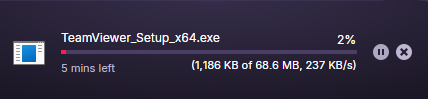 TeamViewer_Setup_x64.exe 2%
5 mins left (1,186 KB of 68.6 MB, 237 KB/s)